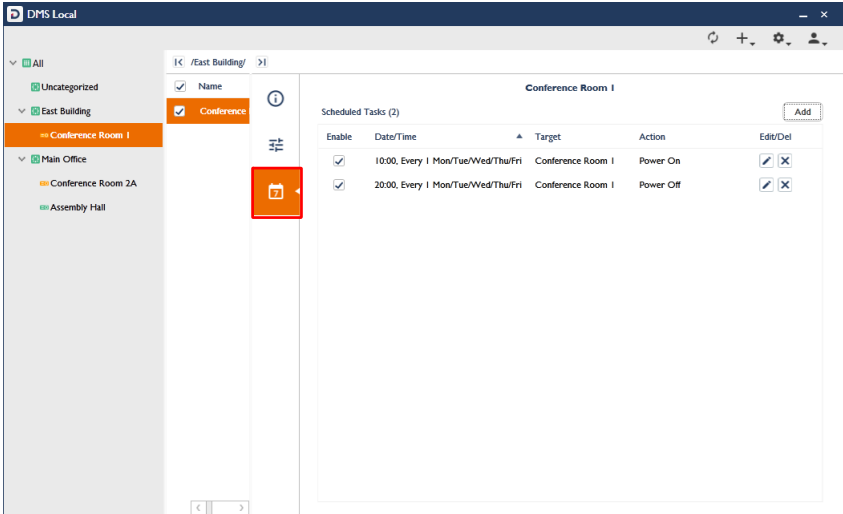 DMS Local
All
Uncategorized
East Building
Conference Room 1
Main Office
Conference Room 2A
Assembly Hall
/East Building/
Name
Conference
7
Conference Room 1
Scheduled Tasks (2)
Add
Enable Date/Time Target Action Edit/Del
10:00, Every 1 Mon/Tue/Wed/Thu/Fri Conference Room 1 Power On
20:00, Every 1 Mon/Tue/Wed/Thu/Fri Conference Room 1 Power Off